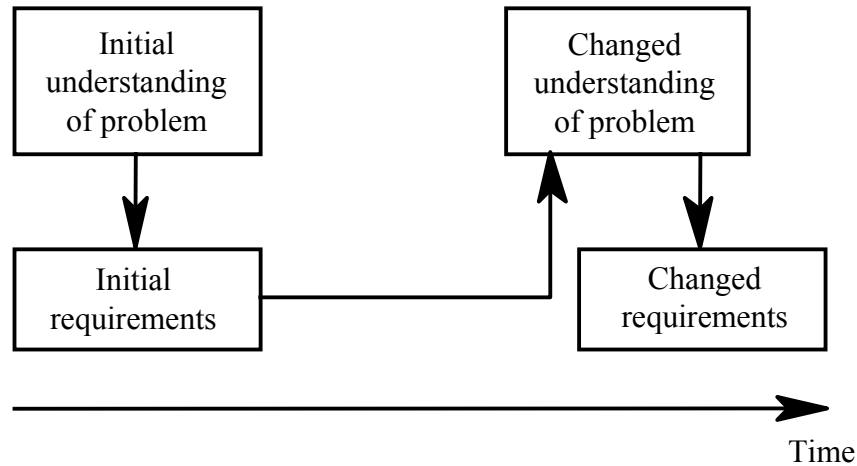 Initial
understanding
of problem
Changed
understanding
of problem
Initial
requirements
Changed
requirements
Time